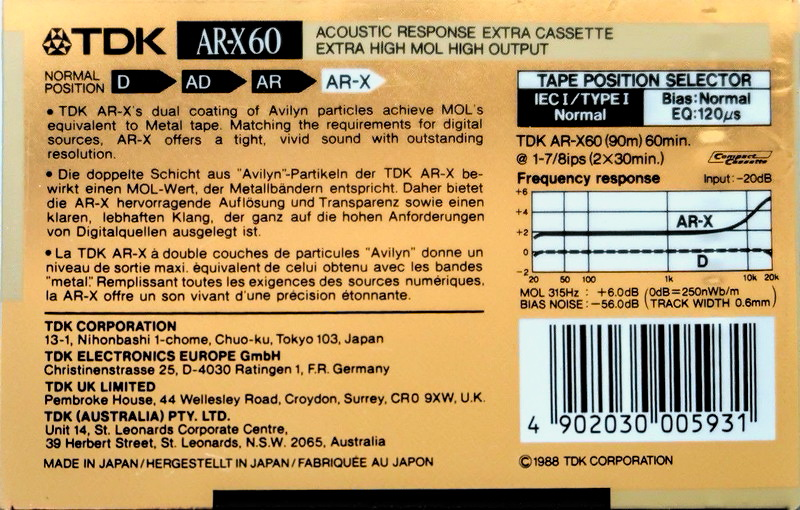 TDK AR-X60 ACOUSTIC RESPONSE EXTRA CASSETTE
EXTRA HIGH MOL HIGH OUTPUT
NORMAL POSITION D AD AR AR-X
• TDK AR-X's dual coating of Avilyn particles achieve MOL's
equivalent to Metal tape. Matching the requirements for digital
sources, AR-X offers a tight, vivid sound with outstanding
resolution.
• Die doppelte Schicht aus "Avilyn"-Partikeln der TDK AR-X be-
wirkt einen MOL-Wert, der Metallbändern entspricht. Daher bietet
die AR-X hervorragende Auflösung und Transparenz sowie einen
klaren, lebhaften Klang, der ganz auf die hohen Anforderungen
von Digitalquellen ausgelegt ist.
• La TDK AR-X à double couches de particules "Avilyn" donne un
niveau de sortie maxi. équivalent de celui obtenu avec les bandes
"metal". Remplissant toutes les exigences des sources numériques,
la AR-X offre un son vivant d'une précision étonnante.
TDK CORPORATION
13-1, Nihonbashi 1-chome, Chuo-ku, Tokyo 103, Japan
TDK ELECTRONICS EUROPE GmbH
Christinenstrasse 25, D-4030 Ratingen 1, F.R. Germany
TDK UK LIMITED
Pembroke House, 44 Wellesley Road, Croydon, Surrey, CR0 9XW, U.K.
TDK (AUSTRALIA) PTY. LTD.
Unit 14, St. Leonards Corporate Centre,
39 Herbert Street, St. Leonards, N.S.W. 2065, Australia
MADE IN JAPAN/HERGESTELLT IN JAPAN/FABRIQUÉE AU JAPON
TAPE POSITION SELECTOR
IEC I/TYPE I Bias:Normal
Normal EQ:120µs
TDK AR-X60 (90m) 60min.
@ 1-7/8ips (2×30min.) Compact Cassette
Frequency response Input: -20dB
+6
+4
+2
0
-2
AR-X
D
20 50 100 1k 10k 20k
MOL 315Hz : +6.0dB (0dB=250nWb/m
BIAS NOISE: -56.0dB TRACK WIDTH 0.6mm)
4 902030 005931
©1988 TDK CORPORATION